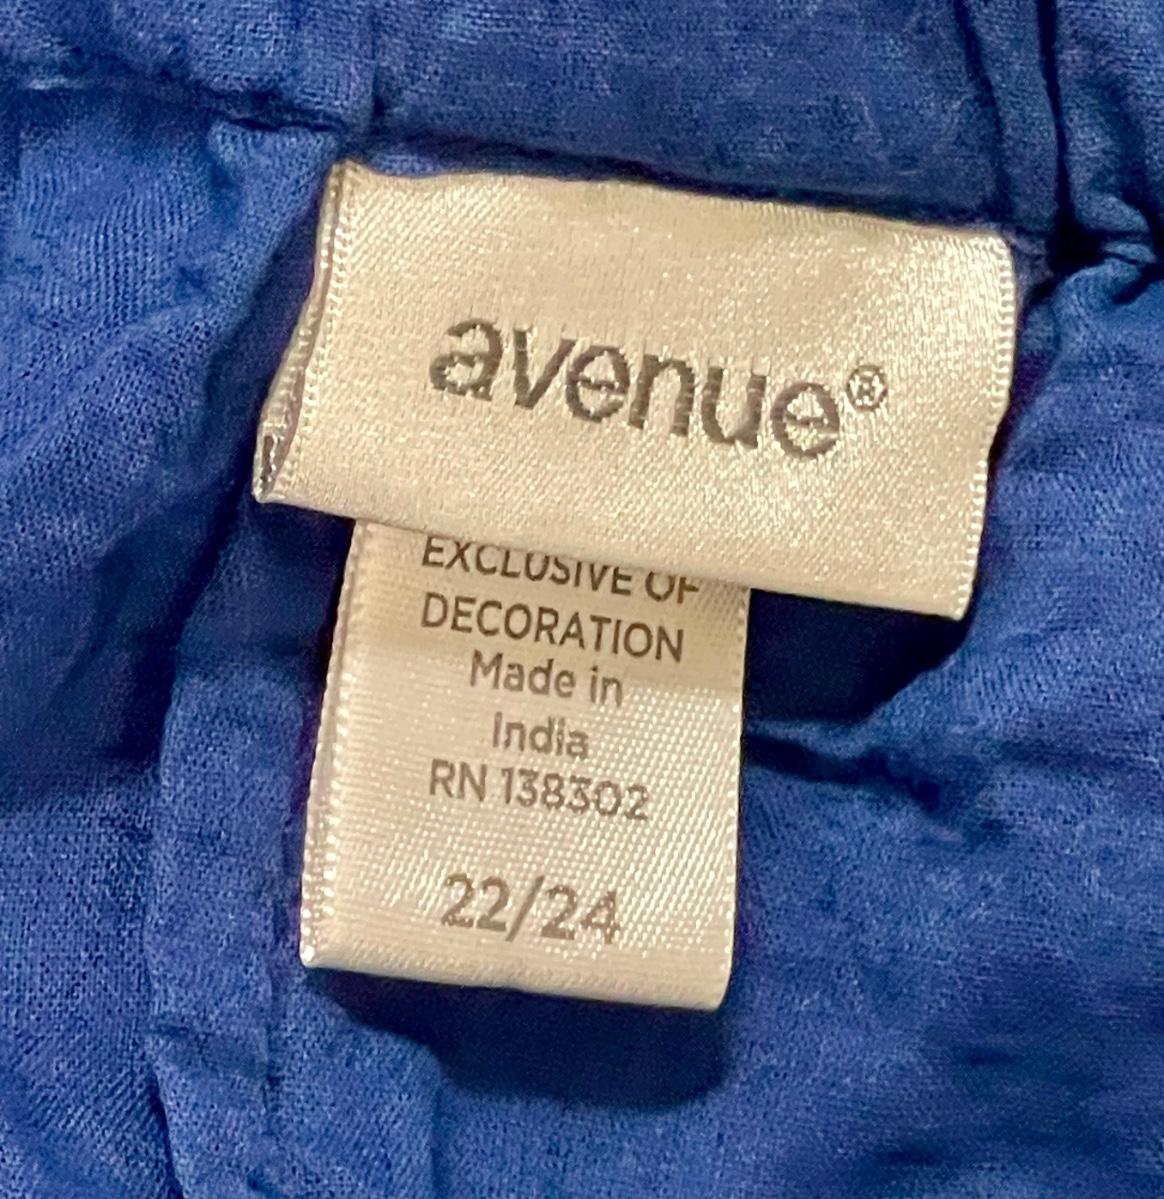 avenue®
EXCLUSIVE OF
DECORATION
Made in
India
RN 138302
22/24